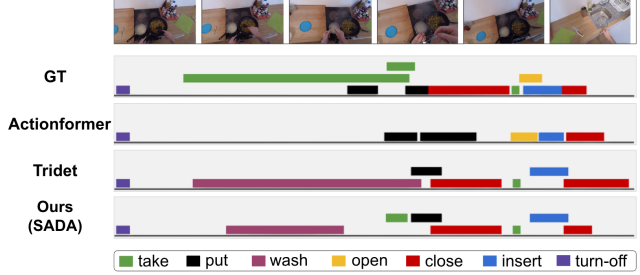 GT
Actionformer
Tridet
Ours
(SADA)
take put wash open close insert turn-off